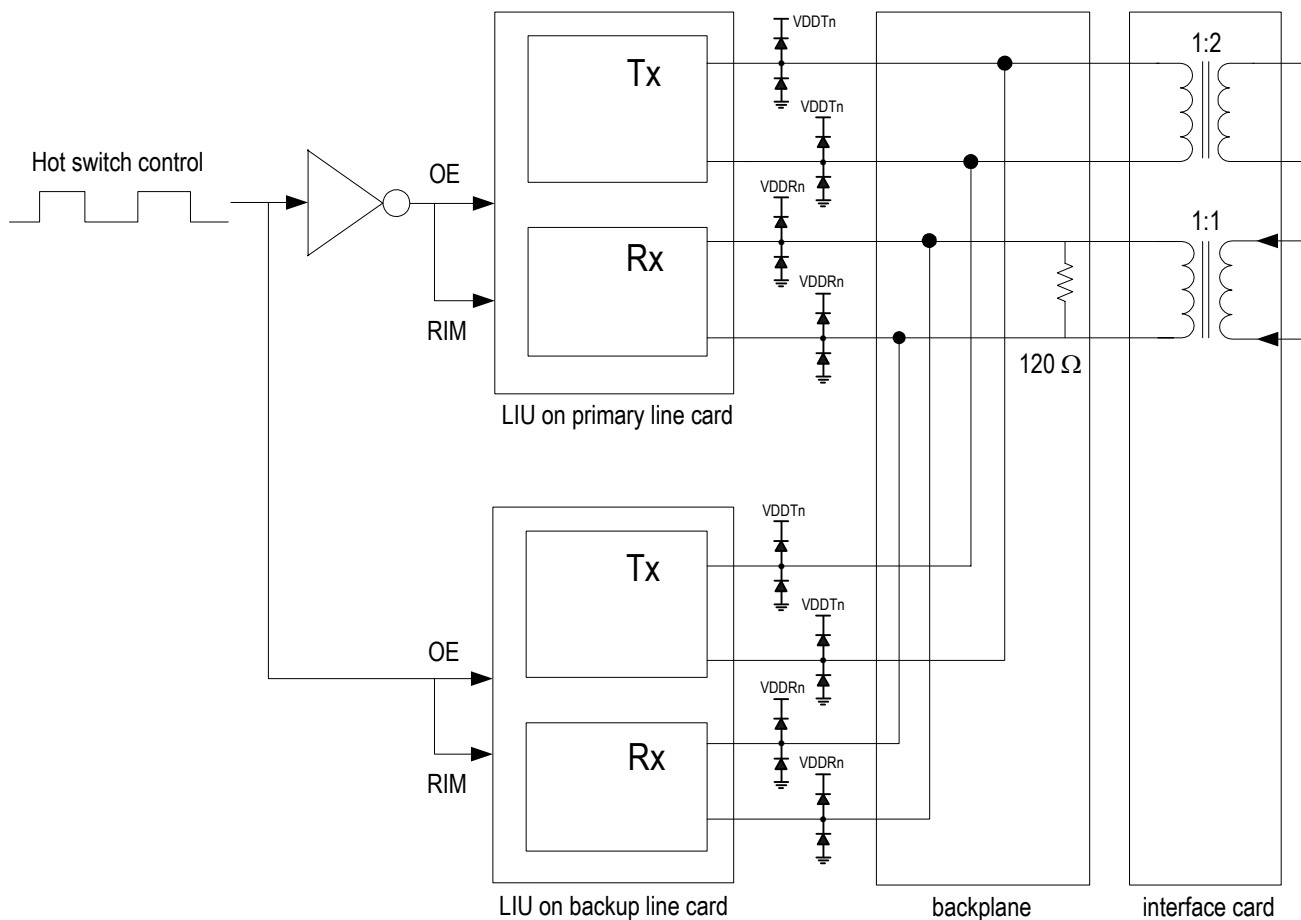 VDDTn
Tx
1:2
VDDTn
Hot switch control
OE
VDDRn
1:1
Rx
VDDRn
RIM
120 Ω
LIU on primary line card
VDDTn
Tx
VDDTn
OE
VDDRn
Rx
VDDRn
RIM
LIU on backup line card
backplane
interface card